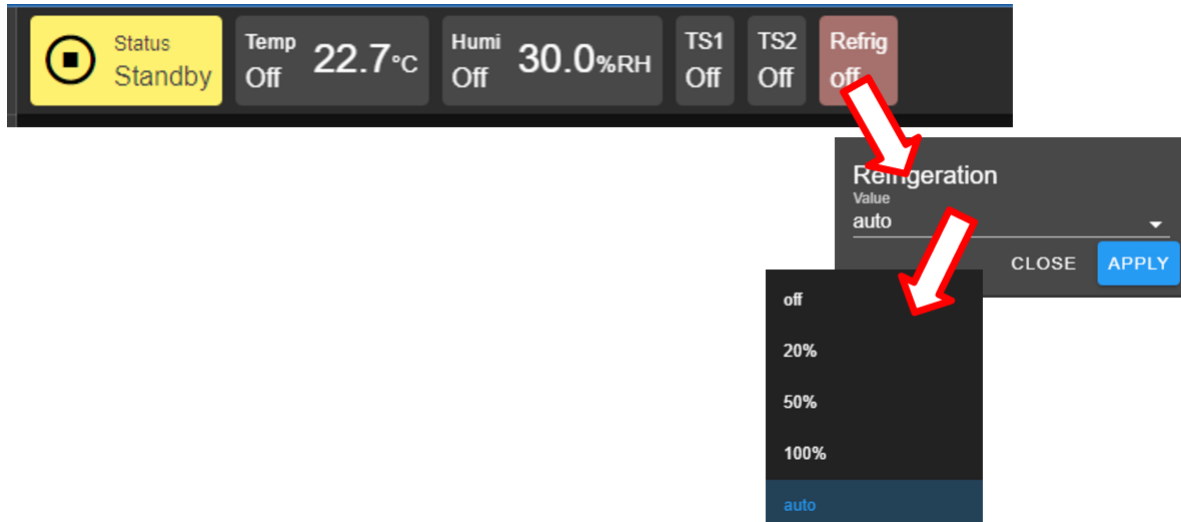 Status
Standby
Temp
Off
22.7°C
Humi
Off
30.0%RH
TS1
Off
TS2
Off
Refrig
off
Refrigeration
Value
auto
CLOSE
APPLY
off
20%
50%
100%
auto